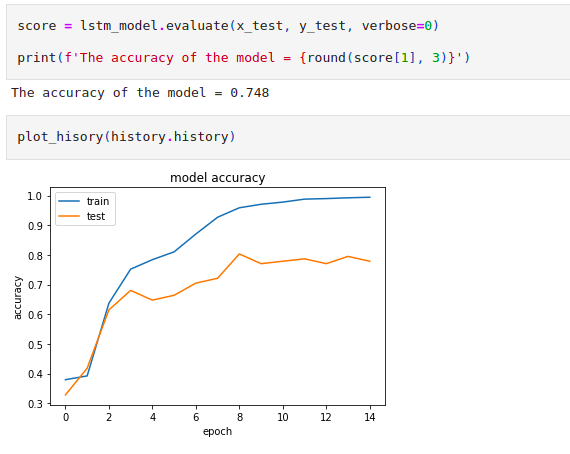 score = lstm_model.evaluate(x_test, y_test, verbose=0)
print(f'The accuracy of the model = {round(score[1], 3)}')
The accuracy of the model = 0.748
plot_hisory(history.history)
model accuracy
train
test
1.0
0.9
0.8
0.7
0.6
0.5
0.4
0.3
accuracy
0 2 4 6 8 10 12 14
epoch